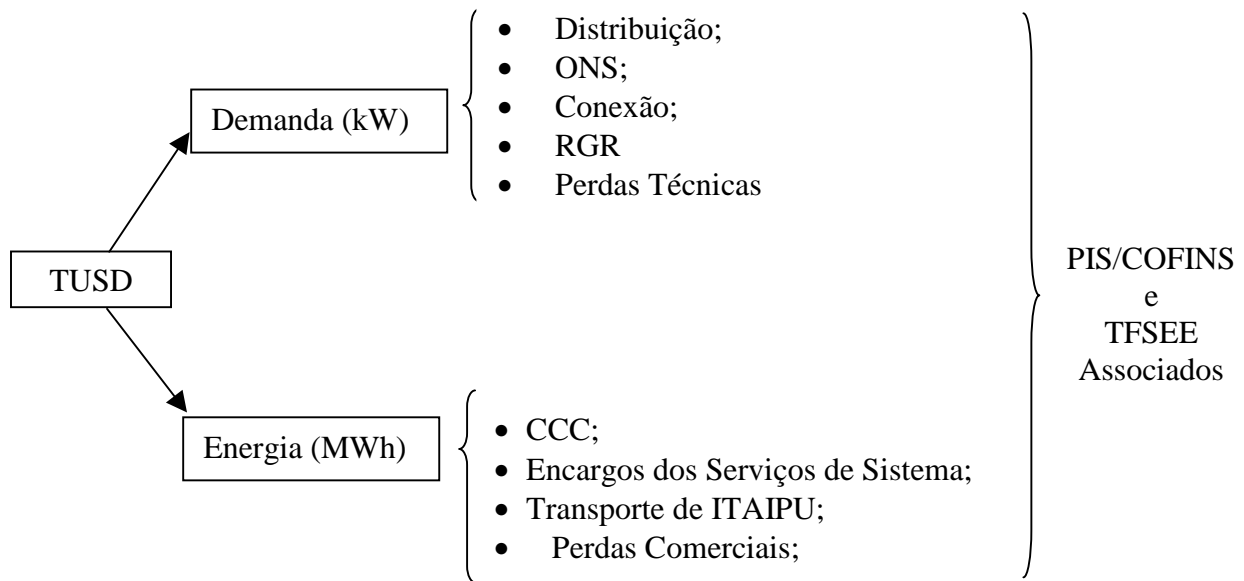 • Distribuição;
• ONS;
• Conexão;
• RGR
• Perdas Técnicas
Demanda (kW)
TUSD
PIS/COFINS
e
TFSEE
Associados
Energia (MWh)
• CCC;
• Encargos dos Serviços de Sistema;
• Transporte de ITAIPU;
• Perdas Comerciais;